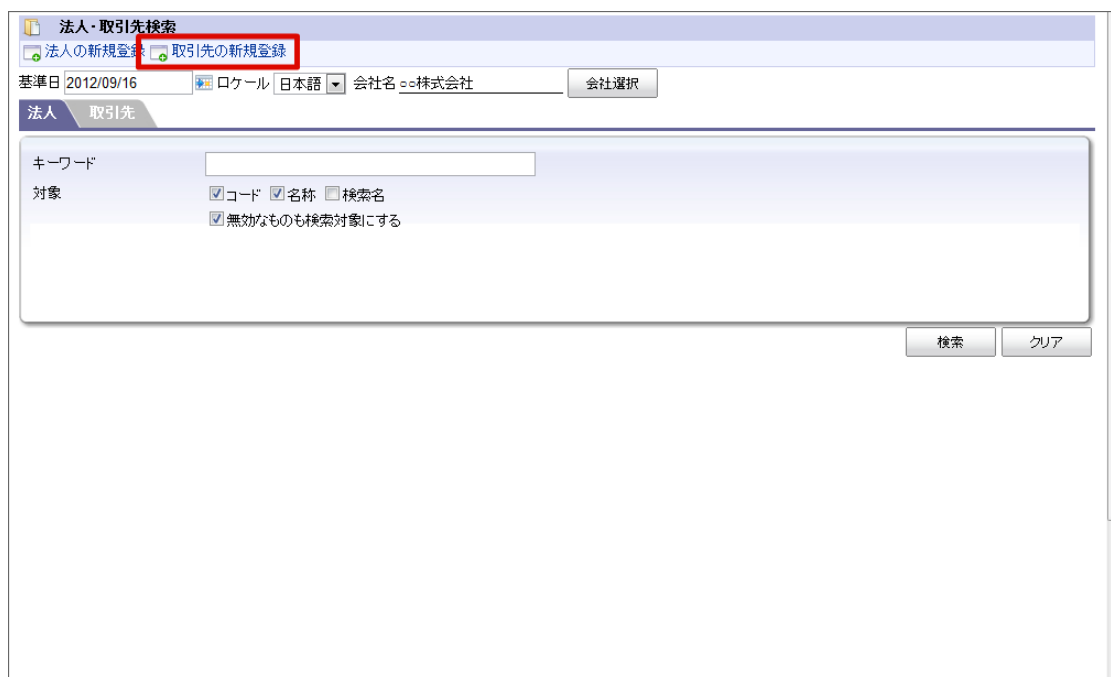 法人・取引先検索
法人の新規登録 取引先の新規登録
基準日 2012/09/16 ロケール 日本語 会社名 ○○株式会社 会社選択
法人 取引先
キーワード
対象 コード 名称 検索名
無効なものも検索対象にする
検索 クリア